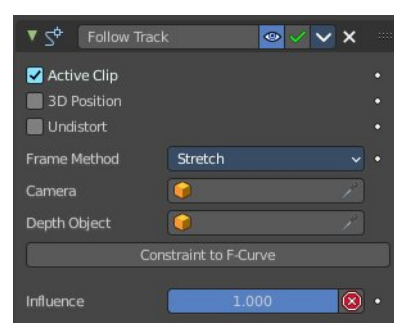 Follow Track
Active Clip
3D Position
Undistort
Frame Method Stretch
Camera
Depth Object
Constraint to F-Curve
Influence 1.000